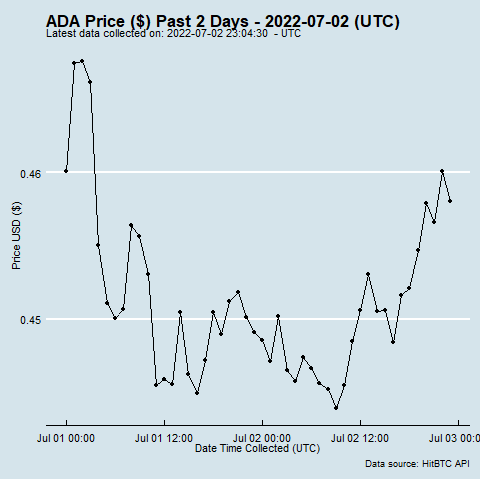 ADA Price ($) Past 2 Days - 2022-07-02 (UTC)
Latest data collected on: 2022-07-02 23:04:30 - UTC
0.46
Price USD ($)
0.45
Jul 01 00:00 Jul 01 12:00 Jul 02 00:00 Jul 02 12:00 Jul 03 00:00
Date Time Collected (UTC)
Data source: HitBTC API